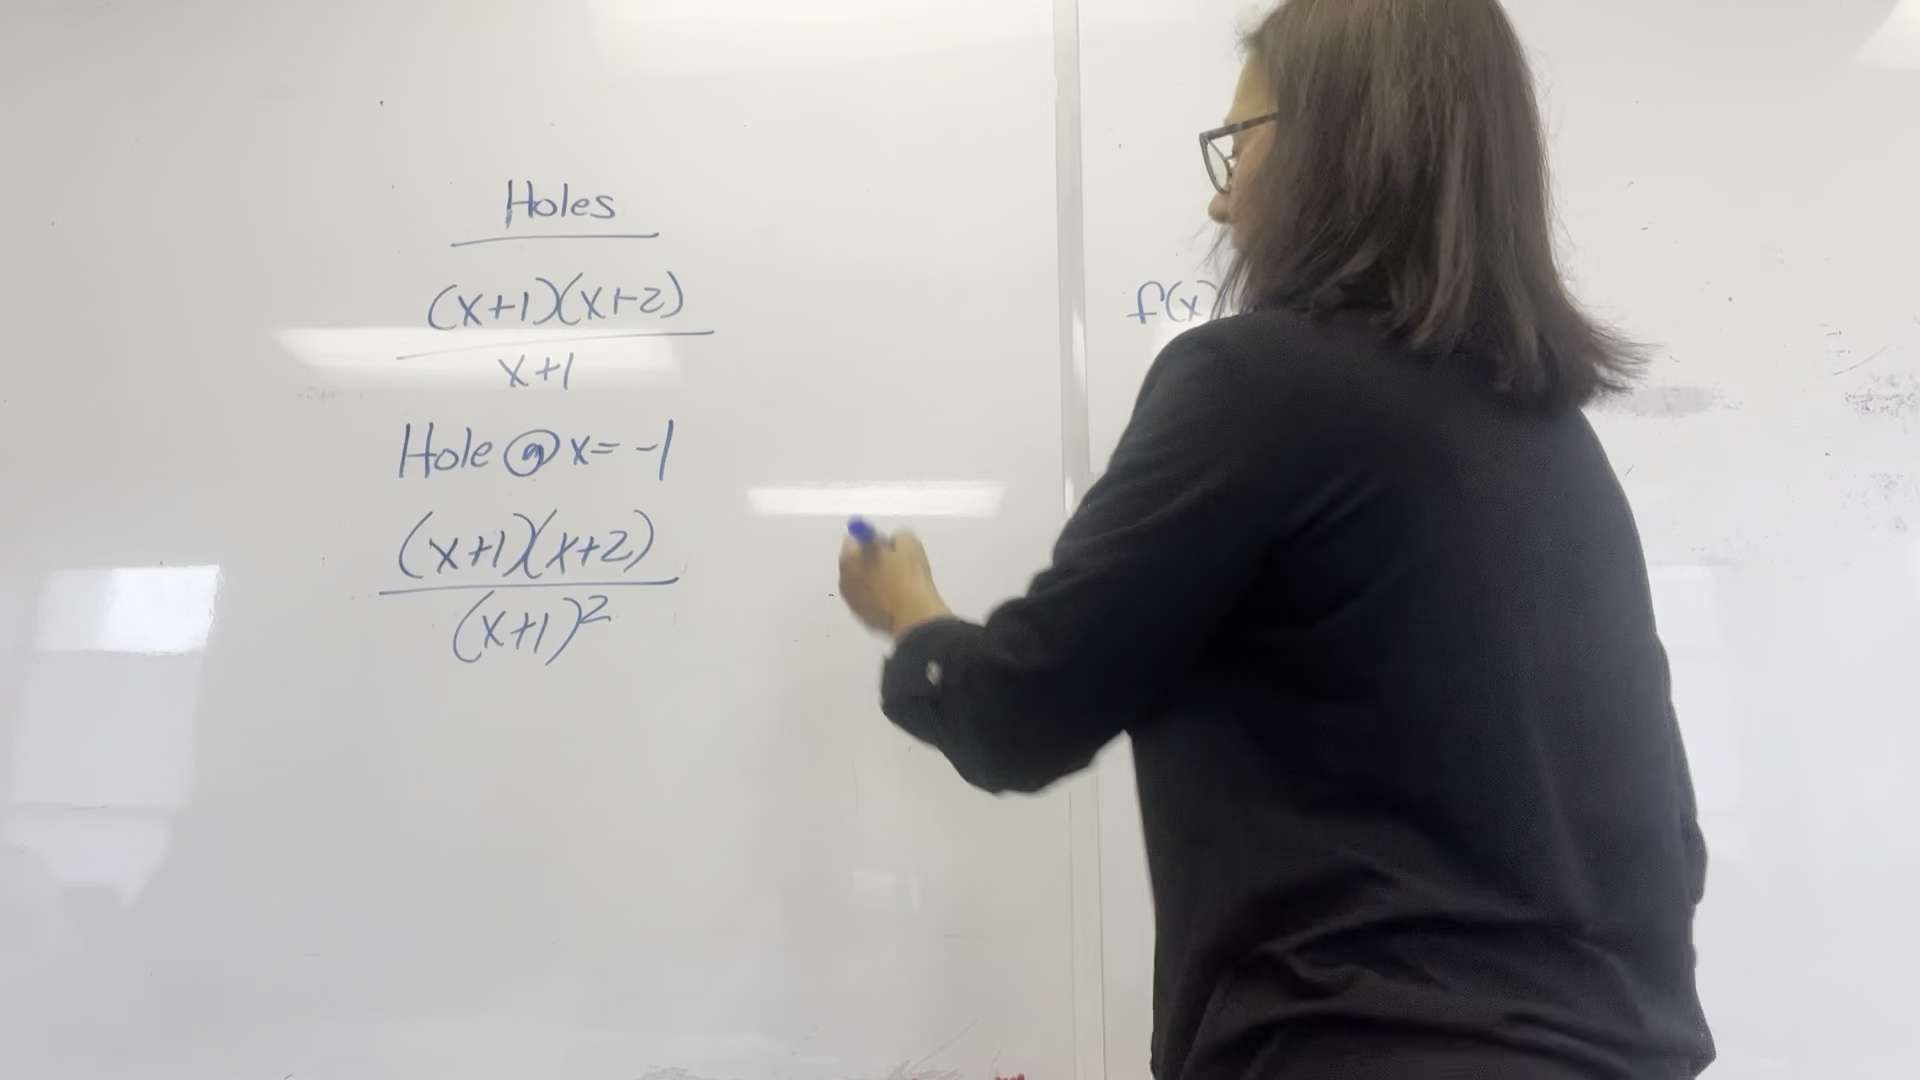 Holes
(x+1)(x+2)
x+1
Hole @ x= -1
(x+1)(x+2)
(x+1)²
f(x)